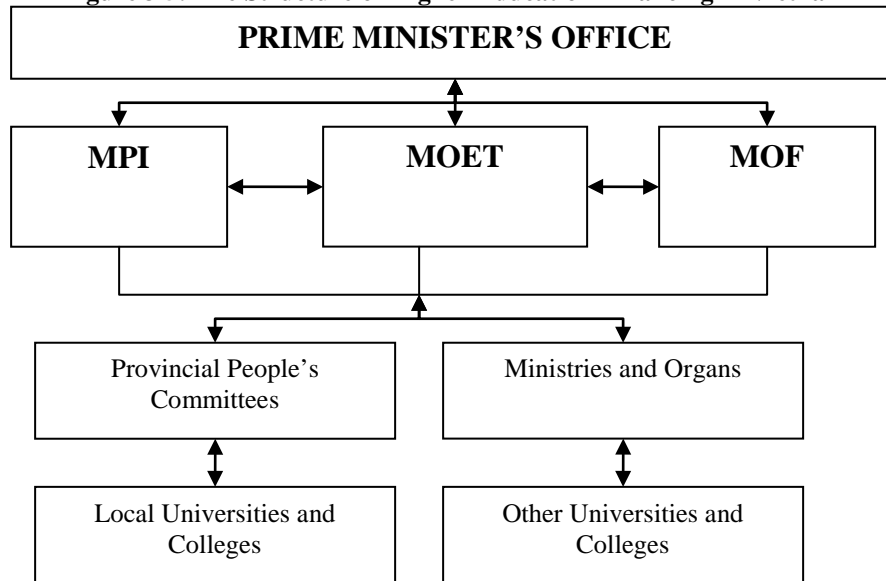 PRIME MINISTER'S OFFICE
MPI
MOET
MOF
Provincial People's
Committees
Ministries and Organs
Local Universities and
Colleges
Other Universities and
Colleges